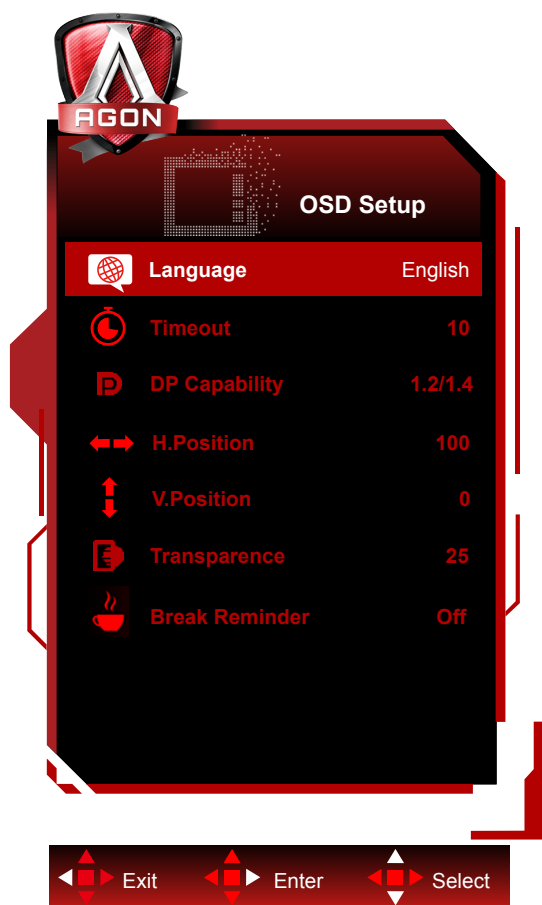 AGON
OSD Setup
Language English
Timeout 10
DP Capability 1.2/1.4
H.Position 100
V.Position 0
Transparence 25
Break Reminder Off
Exit Enter Select